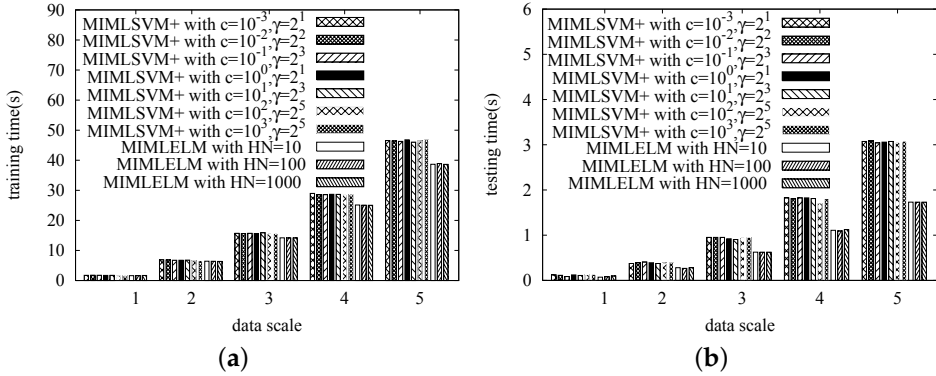 training time(s)
90
80
70
60
50
40
30
20
10
0
MIMLSVM+ with c=10^-3,γ=2^1
MIMLSVM+ with c=10^-2,γ=2^2
MIMLSVM+ with c=10^-1,γ=2^3
MIMLSVM+ with c=10^0,γ=2^1
MIMLSVM+ with c=10^1,γ=2^3
MIMLSVM+ with c=10^2,γ=2^5
MIMLSVM+ with c=10^3,γ=2^5
MIMLELM with HN=10
MIMLELM with HN=100
MIMLELM with HN=1000
1 2 3 4 5
data scale
(a)
testing time(s)
6
5
4
3
2
1
0
MIMLSVM+ with c=10^-3,γ=2^1
MIMLSVM+ with c=10^-2,γ=2^2
MIMLSVM+ with c=10^-1,γ=2^3
MIMLSVM+ with c=10^0,γ=2^1
MIMLSVM+ with c=10^1,γ=2^3
MIMLSVM+ with c=10^2,γ=2^5
MIMLSVM+ with c=10^3,γ=2^5
MIMLELM with HN=10
MIMLELM with HN=100
MIMLELM with HN=1000
1 2 3 4 5
data scale
(b)